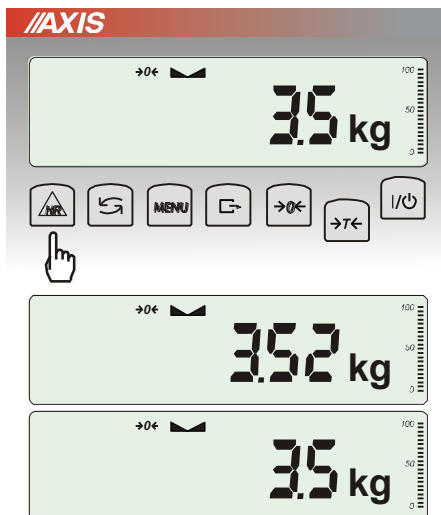 //AXIS
→0← 100
50
3.5 kg
0
HR MENU →0← →T← I/⏻
→0← 100
50
3.52 kg
0
→0← 100
50
3.5 kg
0